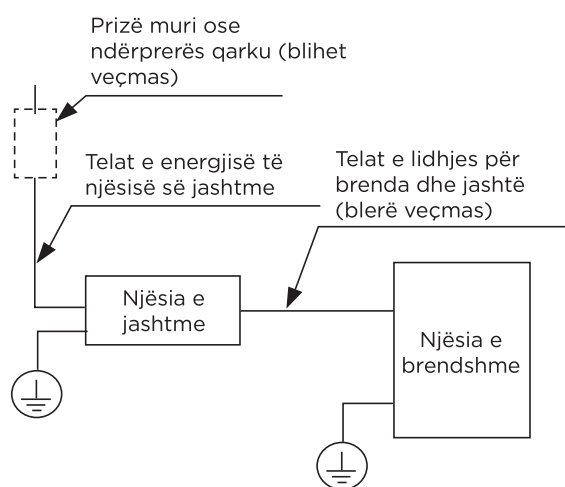 Prizë muri ose
ndërprerës qarku (blihet
veçmas)
Telat e energjisë të
njësisë së jashtme
Telat e lidhjes për
brenda dhe jashtë
(blerë veçmas)
Njësia e
jashtme
Njësia e
brendshme